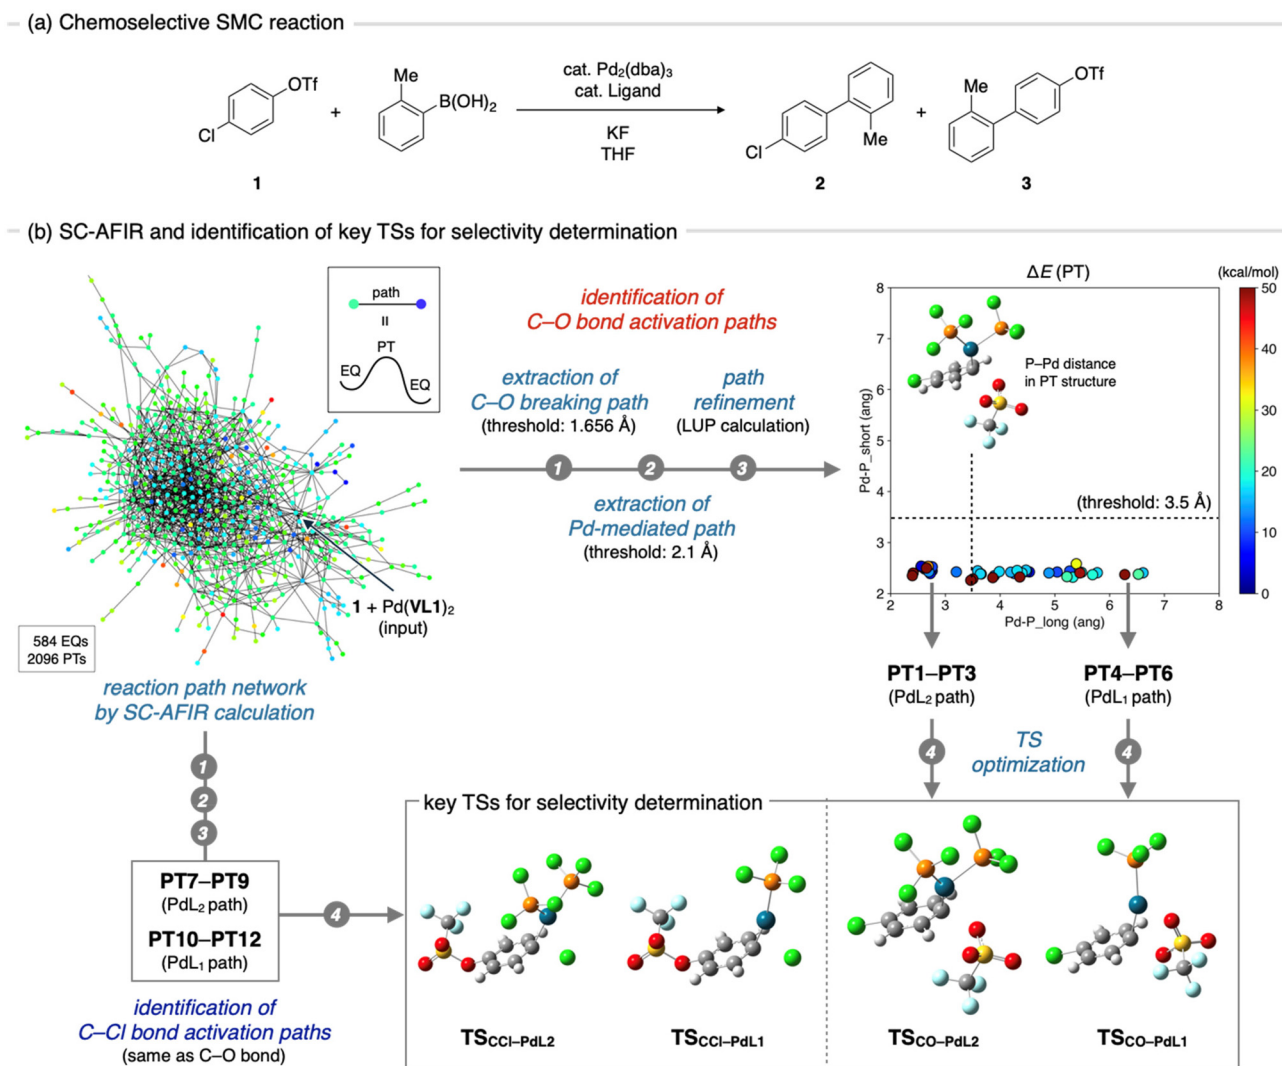 (a) Chemoselective SMC reaction
OTf
Cl
1
+
Me
B(OH)2
cat. Pd2(dba)3
cat. Ligand
KF
THF
Cl
Me
2
+
Me
OTf
3
(b) SC-AFIR and identification of key TSs for selectivity determination
path
=
PT
EQ
EQ
1 + Pd(VL1)2
(input)
584 EQs
2096 PTs
reaction path network
by SC-AFIR calculation
identification of
C–O bond activation paths
extraction of
C–O breaking path
(threshold: 1.656 Å)
path
refinement
(LUP calculation)
1
2
3
extraction of
Pd-mediated path
(threshold: 2.1 Å)
ΔE (PT)
(kcal/mol)
P–Pd distance
in PT structure
(threshold: 3.5 Å)
Pd-P_short (ang)
8
7
6
5
4
3
2
2 3 4 5 6 7 8
Pd-P_long (ang)
50
40
30
20
10
0
PT1–PT3
(PdL2 path)
PT4–PT6
(PdL1 path)
4
TS
optimization
4
1
2
3
PT7–PT9
(PdL2 path)
PT10–PT12
(PdL1 path)
4
identification of
C–Cl bond activation paths
(same as C–O bond)
key TSs for selectivity determination
TSCCl–PdL2
TSCCl–PdL1
TSCO–PdL2
TSCO–PdL1